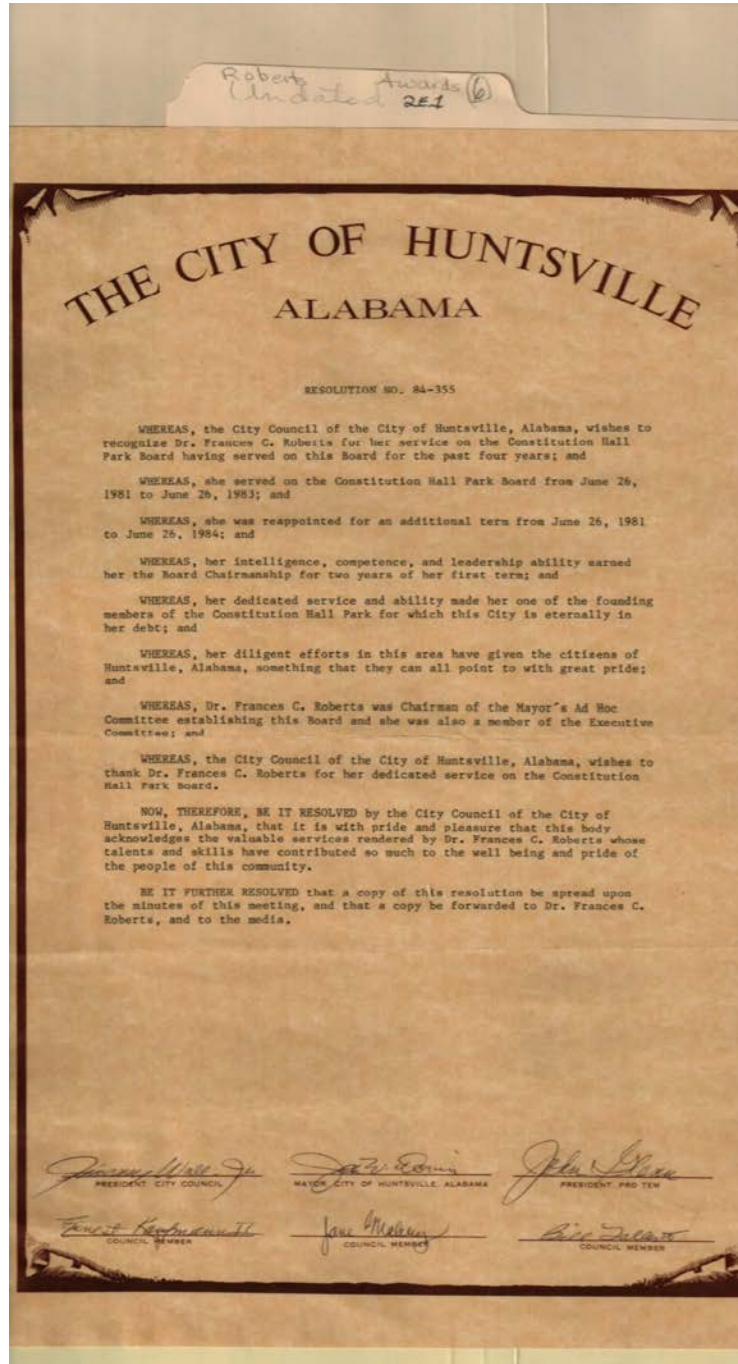 Roberts Awards (6)
Undated 2E1
THE CITY OF HUNTSVILLE
ALABAMA
RESOLUTION NO. 84-355
WHEREAS, the City Council of the City of Huntsville, Alabama, wishes to
recognize Dr. Frances C. Roberts for her service on the Constitution Hall
Park Board having served on this Board for the past four years; and
WHEREAS, she served on the Constitution Hall Park Board from June 26,
1981 to June 26, 1983; and
WHEREAS, she was reappointed for an additional term from June 26, 1981
to June 26, 1984; and
WHEREAS, her intelligence, competence, and leadership ability earned
her the Board Chairmanship for two years of her first term; and
WHEREAS, her dedicated service and ability made her one of the founding
members of the Constitution Hall Park for which this City is eternally in
her debt; and
WHEREAS, her diligent efforts in this area have given the citizens of
Huntsville, Alabama, something that they can all point to with great pride;
and
WHEREAS, Dr. Frances C. Roberts was Chairman of the Mayor's Ad Hoc
Committee establishing this Board and she was also a member of the Executive
Committee; and
WHEREAS, the City Council of the City of Huntsville, Alabama, wishes to
thank Dr. Frances C. Roberts for her dedicated service on the Constitution
Hall Park Board.
NOW, THEREFORE, BE IT RESOLVED by the City Council of the City of
Huntsville, Alabama, that it is with pride and pleasure that this body
acknowledges the valuable services rendered by Dr. Frances C. Roberts whose
talents and skills have contributed so much to the well being and pride of
the people of this community.
BE IT FURTHER RESOLVED that a copy of this resolution be spread upon
the minutes of this meeting, and that a copy be forwarded to Dr. Frances C.
Roberts, and to the media.
Jimmy Wall Jr John Glenn
PRESIDENT CITY COUNCIL MAYOR, CITY OF HUNTSVILLE, ALABAMA PRESIDENT PRO TEM
Ernest Kaufmann II Jane Mabry Bill
COUNCIL MEMBER COUNCIL MEMBER COUNCIL MEMBER